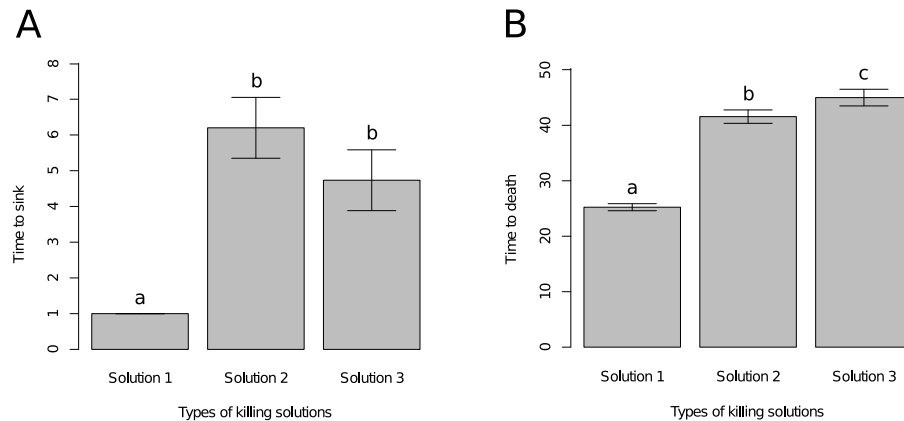 A
Time to sink
0 1 2 3 4 5 6 7 8
a
b
b
Solution 1 Solution 2 Solution 3
Types of killing solutions
B
Time to death
0 10 20 30 40 50
a
b
c
Solution 1 Solution 2 Solution 3
Types of killing solutions